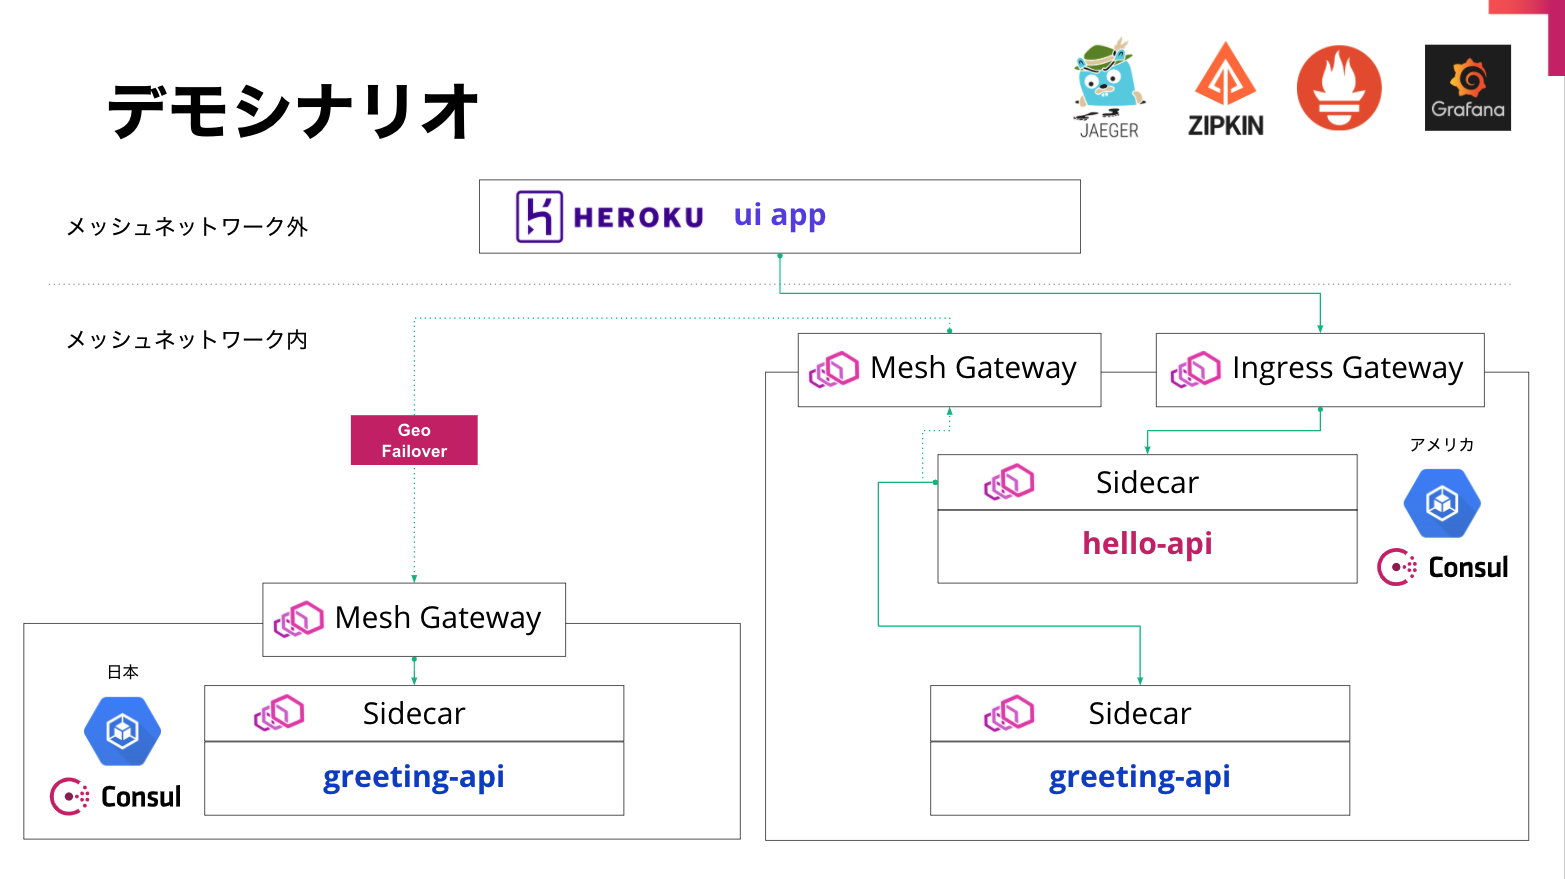 デモシナリオ
JAEGER
ZIPKIN
Grafana
メッシュネットワーク外
HEROKU ui app
メッシュネットワーク内
Mesh Gateway
Ingress Gateway
Geo
Failover
アメリカ
Sidecar
hello-api
Consul
Mesh Gateway
日本
Sidecar
greeting-api
Consul
Sidecar
greeting-api